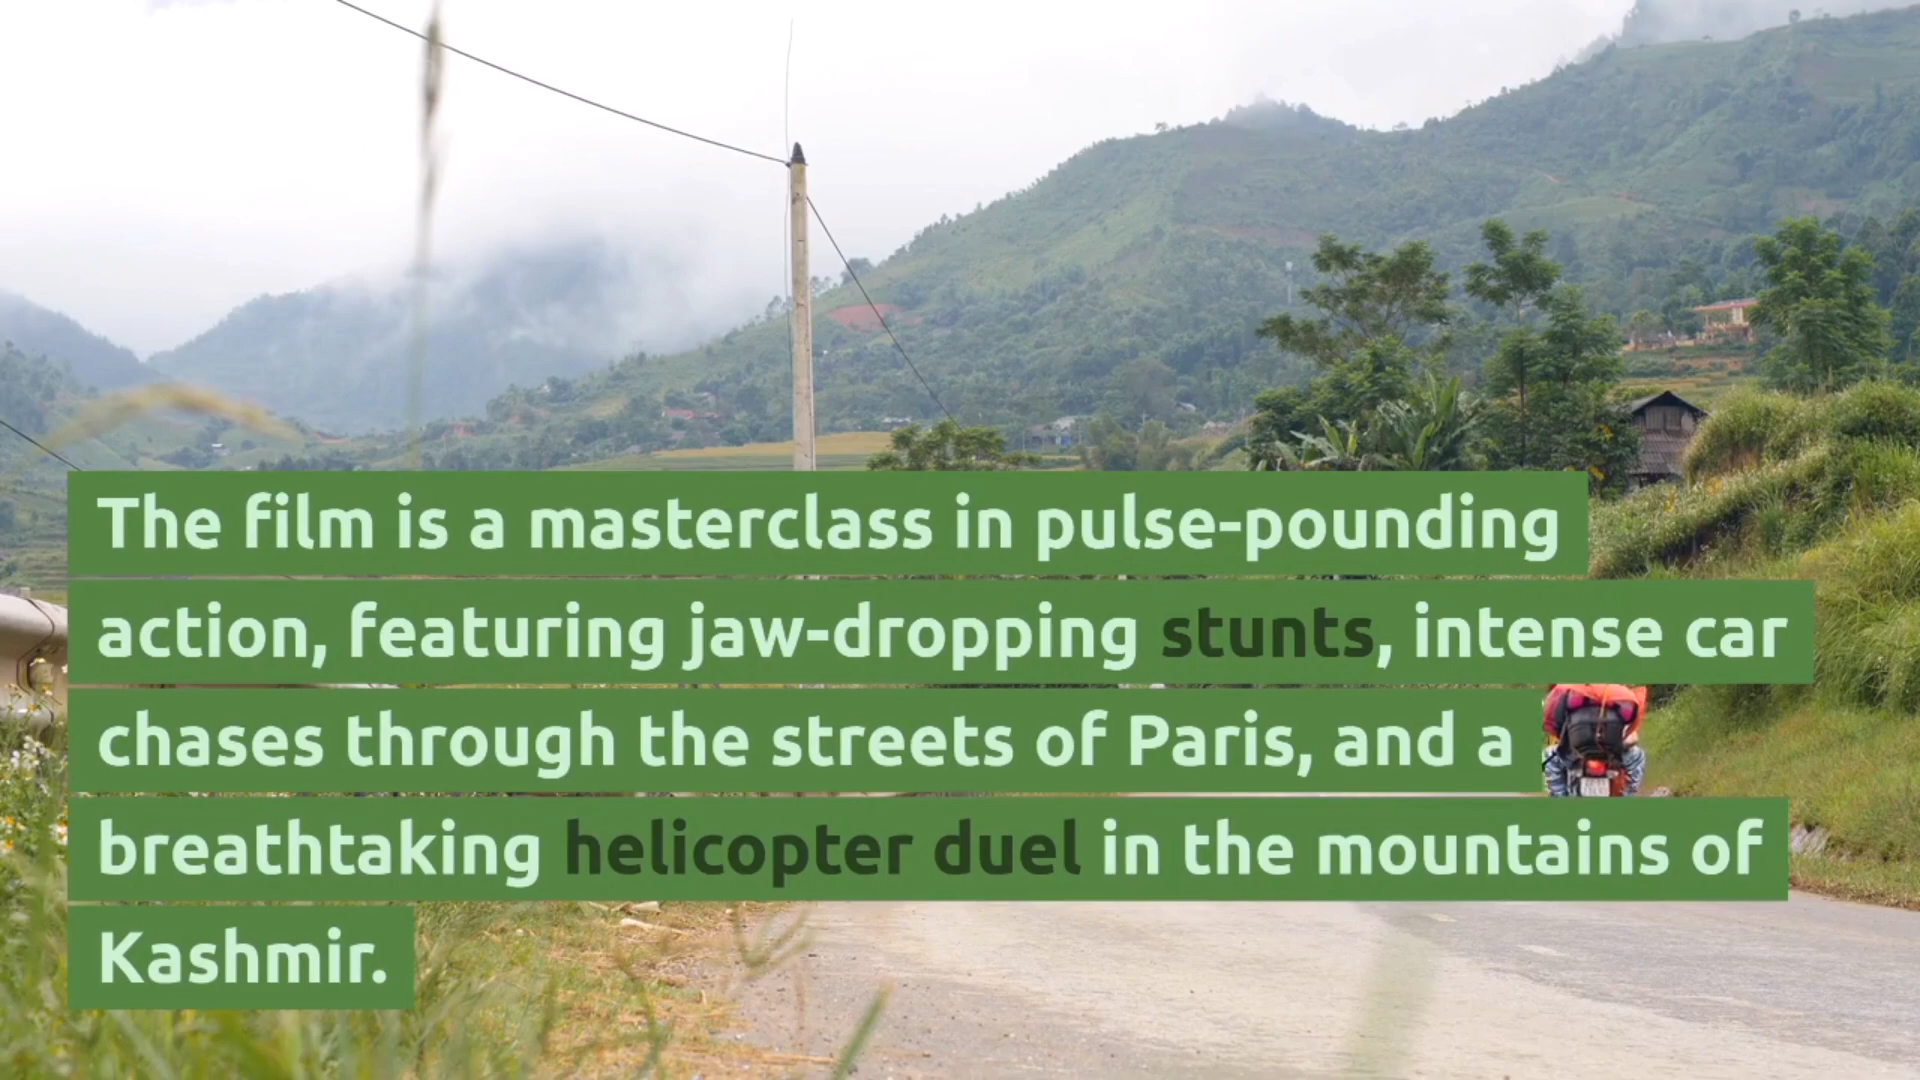 The film is a masterclass in pulse-pounding
action, featuring jaw-dropping stunts, intense car
chases through the streets of Paris, and a
breathtaking helicopter duel in the mountains of
Kashmir.